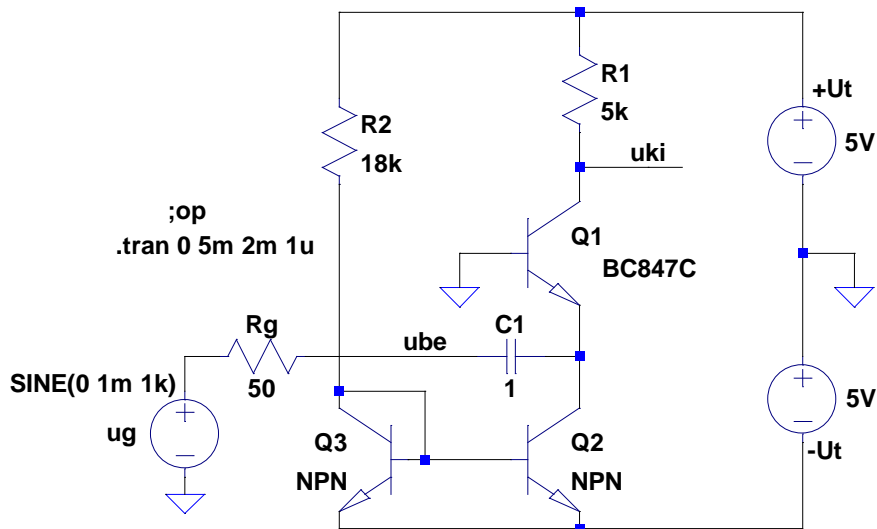 R1
5k
+Ut
5V
R2
18k
uki
;op
.tran 0 5m 2m 1u
Q1
BC847C
Rg
50
ube
C1
1
SINE(0 1m 1k)
ug
Q3
NPN
Q2
NPN
5V
-Ut